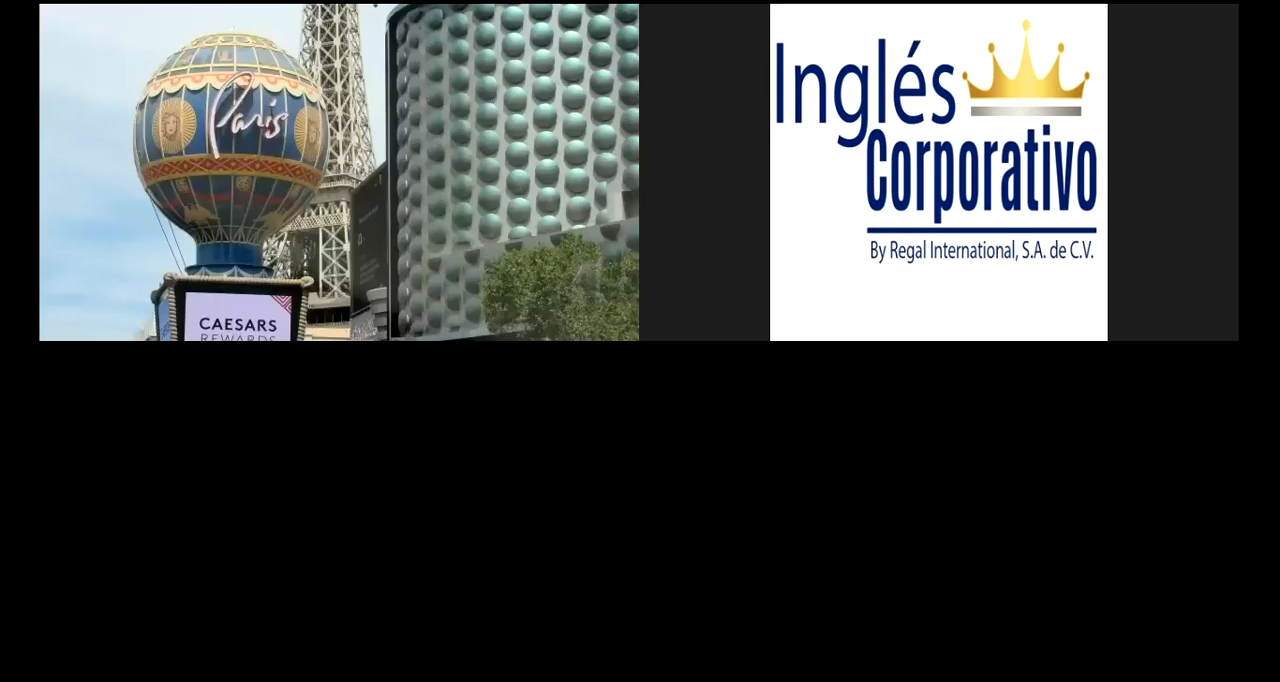 Paris
CAESARS
REWARDS
Inglés
Corporativo
By Regal International, S.A. de C.V.